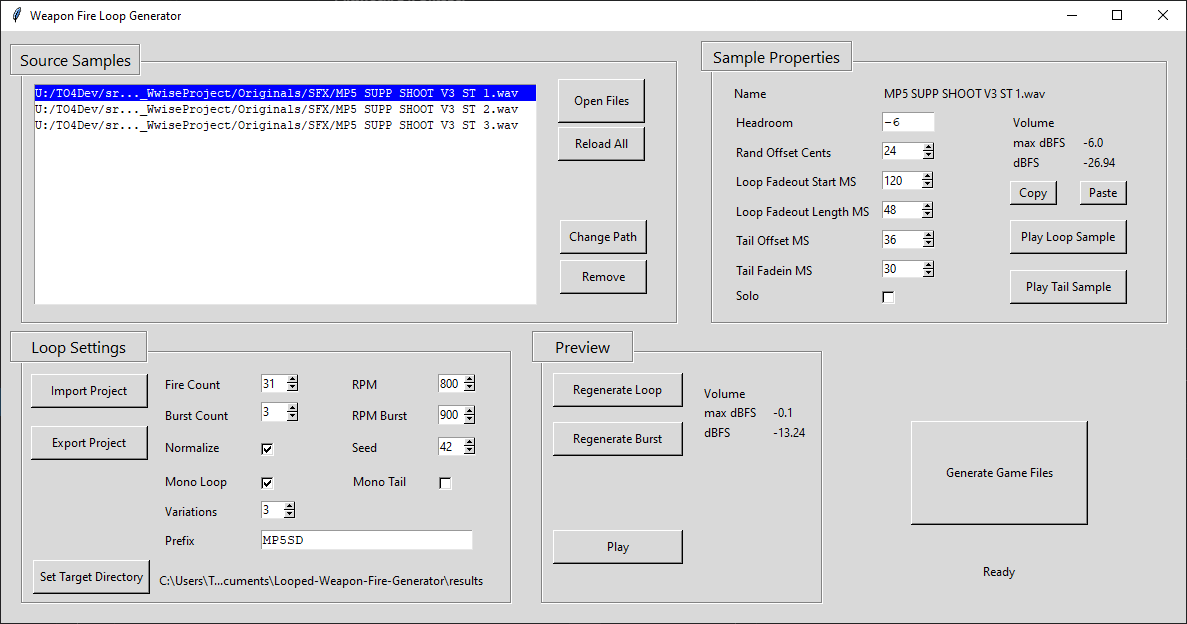 Weapon Fire Loop Generator
Source Samples
U:/TO4Dev/sr..._WwiseProject/Originals/SFX/MP5 SUPP SHOOT V3 ST 1.wav
U:/TO4Dev/sr..._WwiseProject/Originals/SFX/MP5 SUPP SHOOT V3 ST 2.wav
U:/TO4Dev/sr..._WwiseProject/Originals/SFX/MP5 SUPP SHOOT V3 ST 3.wav
Open Files
Reload All
Change Path
Remove
Sample Properties
Name MP5 SUPP SHOOT V3 ST 1.wav
Headroom -6
Rand Offset Cents 24
Loop Fadeout Start MS 120
Loop Fadeout Length MS 48
Tail Offset MS 36
Tail Fadein MS 30
Solo
Volume
max dBFS -6.0
dBFS -26.94
Copy Paste
Play Loop Sample
Play Tail Sample
Loop Settings
Import Project
Export Project
Fire Count 31 RPM 800
Burst Count 3 RPM Burst 900
Normalize Seed 42
Mono Loop Mono Tail
Variations 3
Prefix MP5SD
Set Target Directory C:\Users\T...cuments\Looped-Weapon-Fire-Generator\results
Preview
Regenerate Loop
Regenerate Burst
Volume
max dBFS -0.1
dBFS -13.24
Play
Generate Game Files
Ready